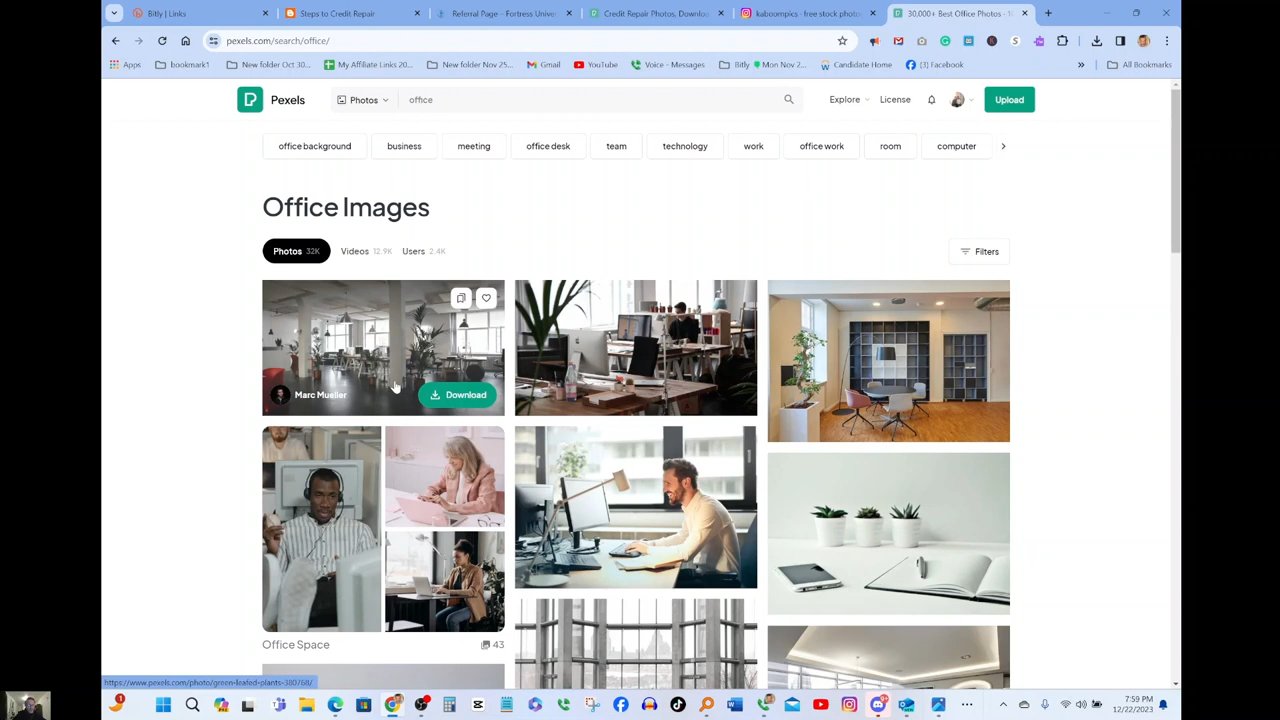 Bitly | Links
Steps to Credit Repair
Referral Page – Fortress Univer
Credit Repair Photos, Downloa
kaboompics - free stock photo
30,000+ Best Office Photos · 1
pexels.com/search/office/
Apps
bookmark1
New folder Oct 30...
My Affiliate Links 20...
New folder Nov 25...
Gmail
YouTube
Voice - Messages
Bitly
Mon Nov 2...
Candidate Home
(3) Facebook
»
All Bookmarks
Pexels
Photos
office
Explore
License
Upload
office background
business
meeting
office desk
team
technology
work
office work
room
computer
Office Images
Photos 32K
Videos 12.9K
Users 2.4K
Filters
Marc Mueller
Download
Office Space
43
https://www.pexels.com/photo/green-leafed-plants-380768/
7:59 PM
12/22/2023